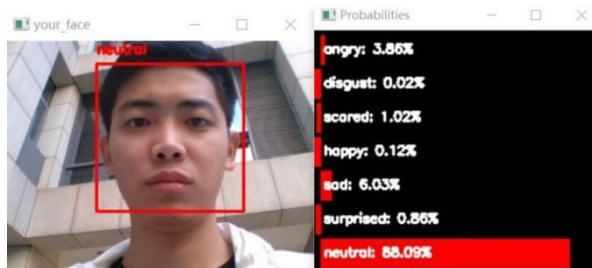 your_face
neutral
Probabilities
angry: 3.86%
disgust: 0.02%
scared: 1.02%
happy: 0.12%
sad: 6.03%
surprised: 0.86%
neutral: 88.09%